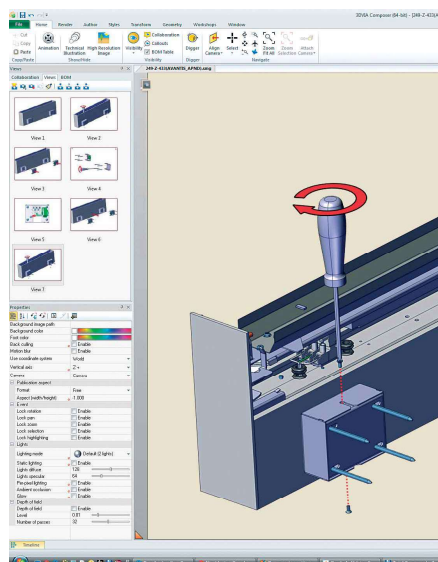 3DVIA Composer (64-bit) - [249-Z-433
File Home Render Author Styles Transform Geometry Workshops Window
Cut
Copy
Paste
Animation
Technical Illustration
High Resolution Image
Visibility
Collaboration
Callouts
BOM Table
Digger
Align Camera
Select
Zoom Fit All
Zoom Selection
Attach Camera
Copy/Paste Show/Hide Visibility Digger Navigate
Views
Collaboration Views BOM
View 1 View 2
View 3 View 4
View 5 View 6
View 7
Properties
Background image path
Background color
Foot color
Back culling Enable
Motion blur Enable
Use coordinate system World
Vertical axis Z+
Camera Camera
Publication aspect
Format Free
Aspect (width/height) -1.000
Event
Lock rotation Enable
Lock pan Enable
Lock zoom Enable
Lock selection Enable
Lock highlighting Enable
Lights
Lighting mode Default (2 lights)
Static lighting Enable
Lights diffuse 128
Lights specular 64
Per-pixel lighting Enable
Ambient occlusion Enable
Glow Enable
Depth of field
Depth of field Enable
Level 0.01
Number of passes 32
Timeline